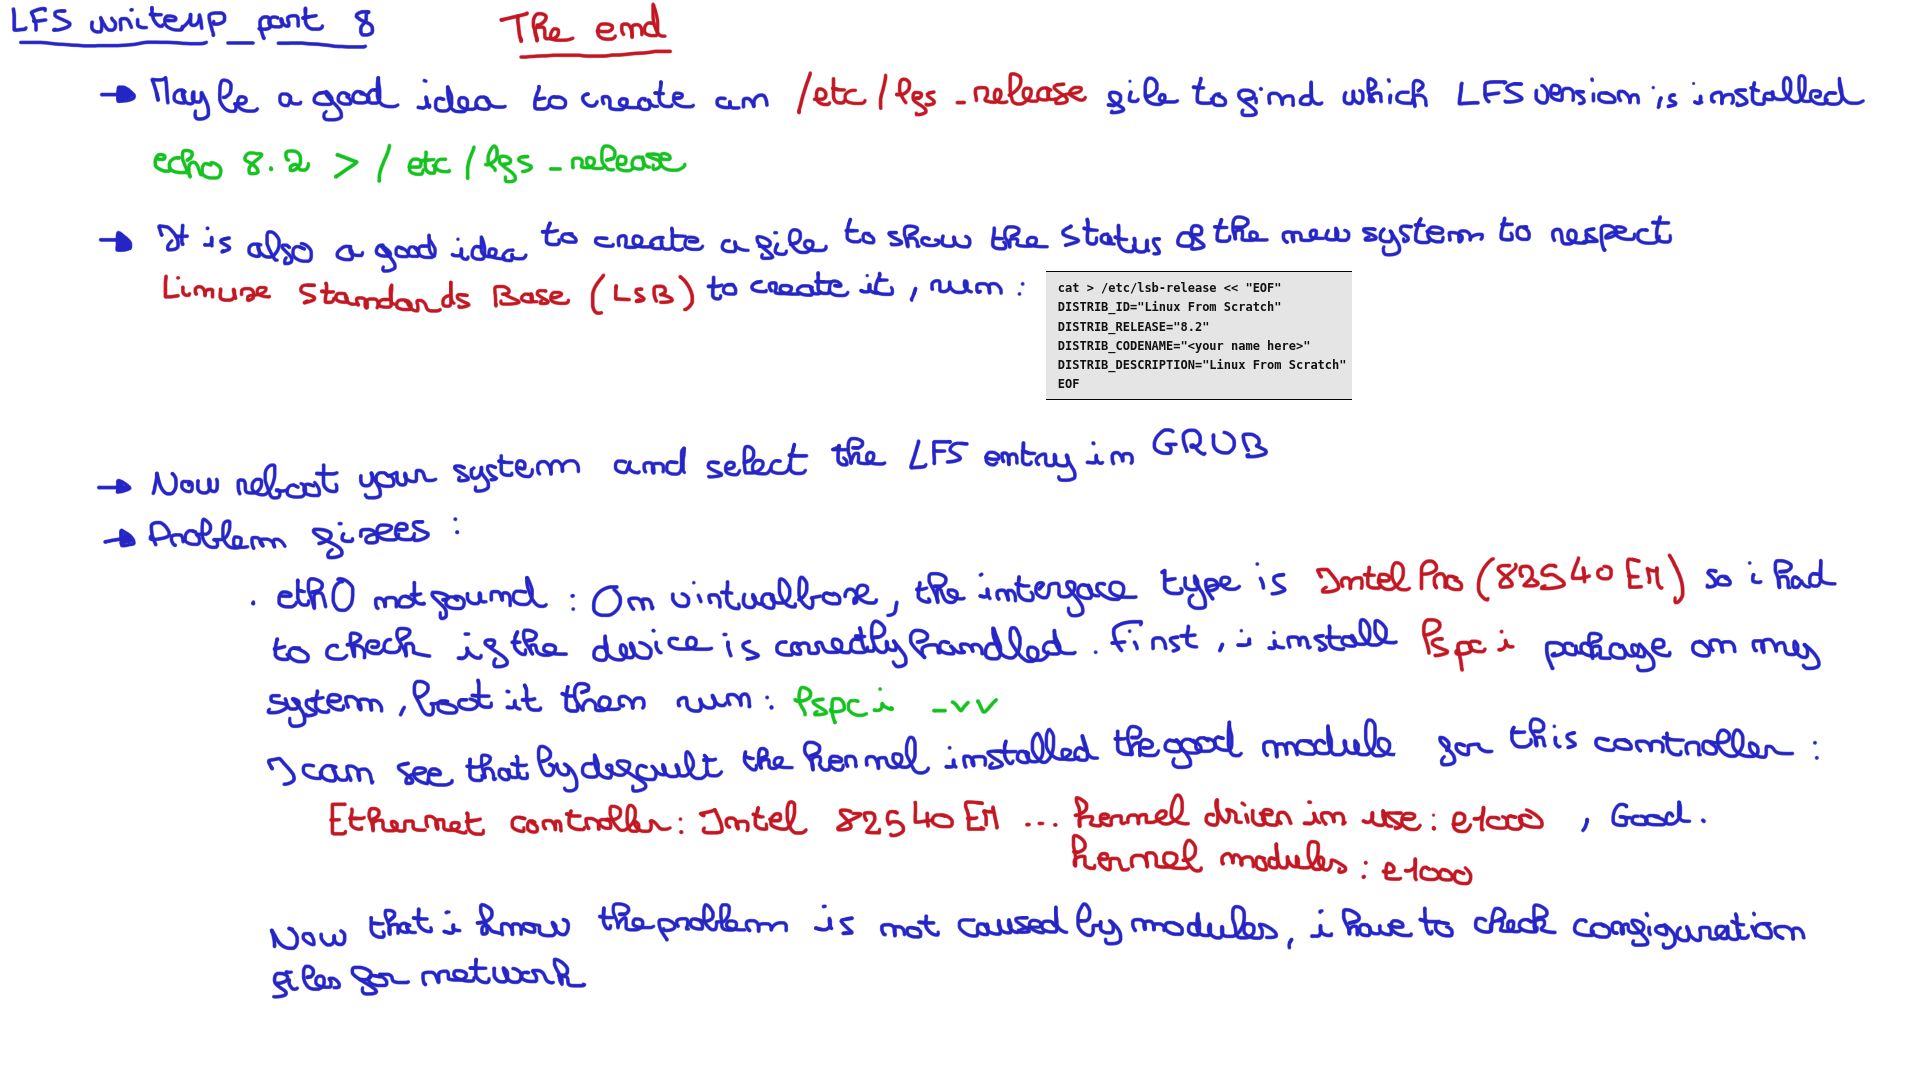 LFS writeup_part 8 The end
→ Maybe a good idea to create an /etc/lfs-release file to find which LFS version is installed
echo 8.2 > /etc/lfs-release
→ It is also a good idea to create a file to show the Status of the new system to respect
Linux Standards Base (LSB) to create it, run :
cat > /etc/lsb-release << "EOF"
DISTRIB_ID="Linux From Scratch"
DISTRIB_RELEASE="8.2"
DISTRIB_CODENAME="<your name here>"
DISTRIB_DESCRIPTION="Linux From Scratch"
EOF
→ Now reboot your system and select the LFS entry in GRUB
→ Problem fixes :
. eth0 not found : On virtualbox, the interface type is Intel Pro (82540EM) so i had
to check if the device is correctly handled. First, i install lspci package on my
system, boot it then run : lspci -vv
I can see that by default the kernel installed the good module for this controller :
Ethernet controller : Intel 82540EM ... kernel driver in use : e1000 , Good.
kernel modules : e1000
Now that i know the problem is not caused by modules, i have to check configuration
files for network